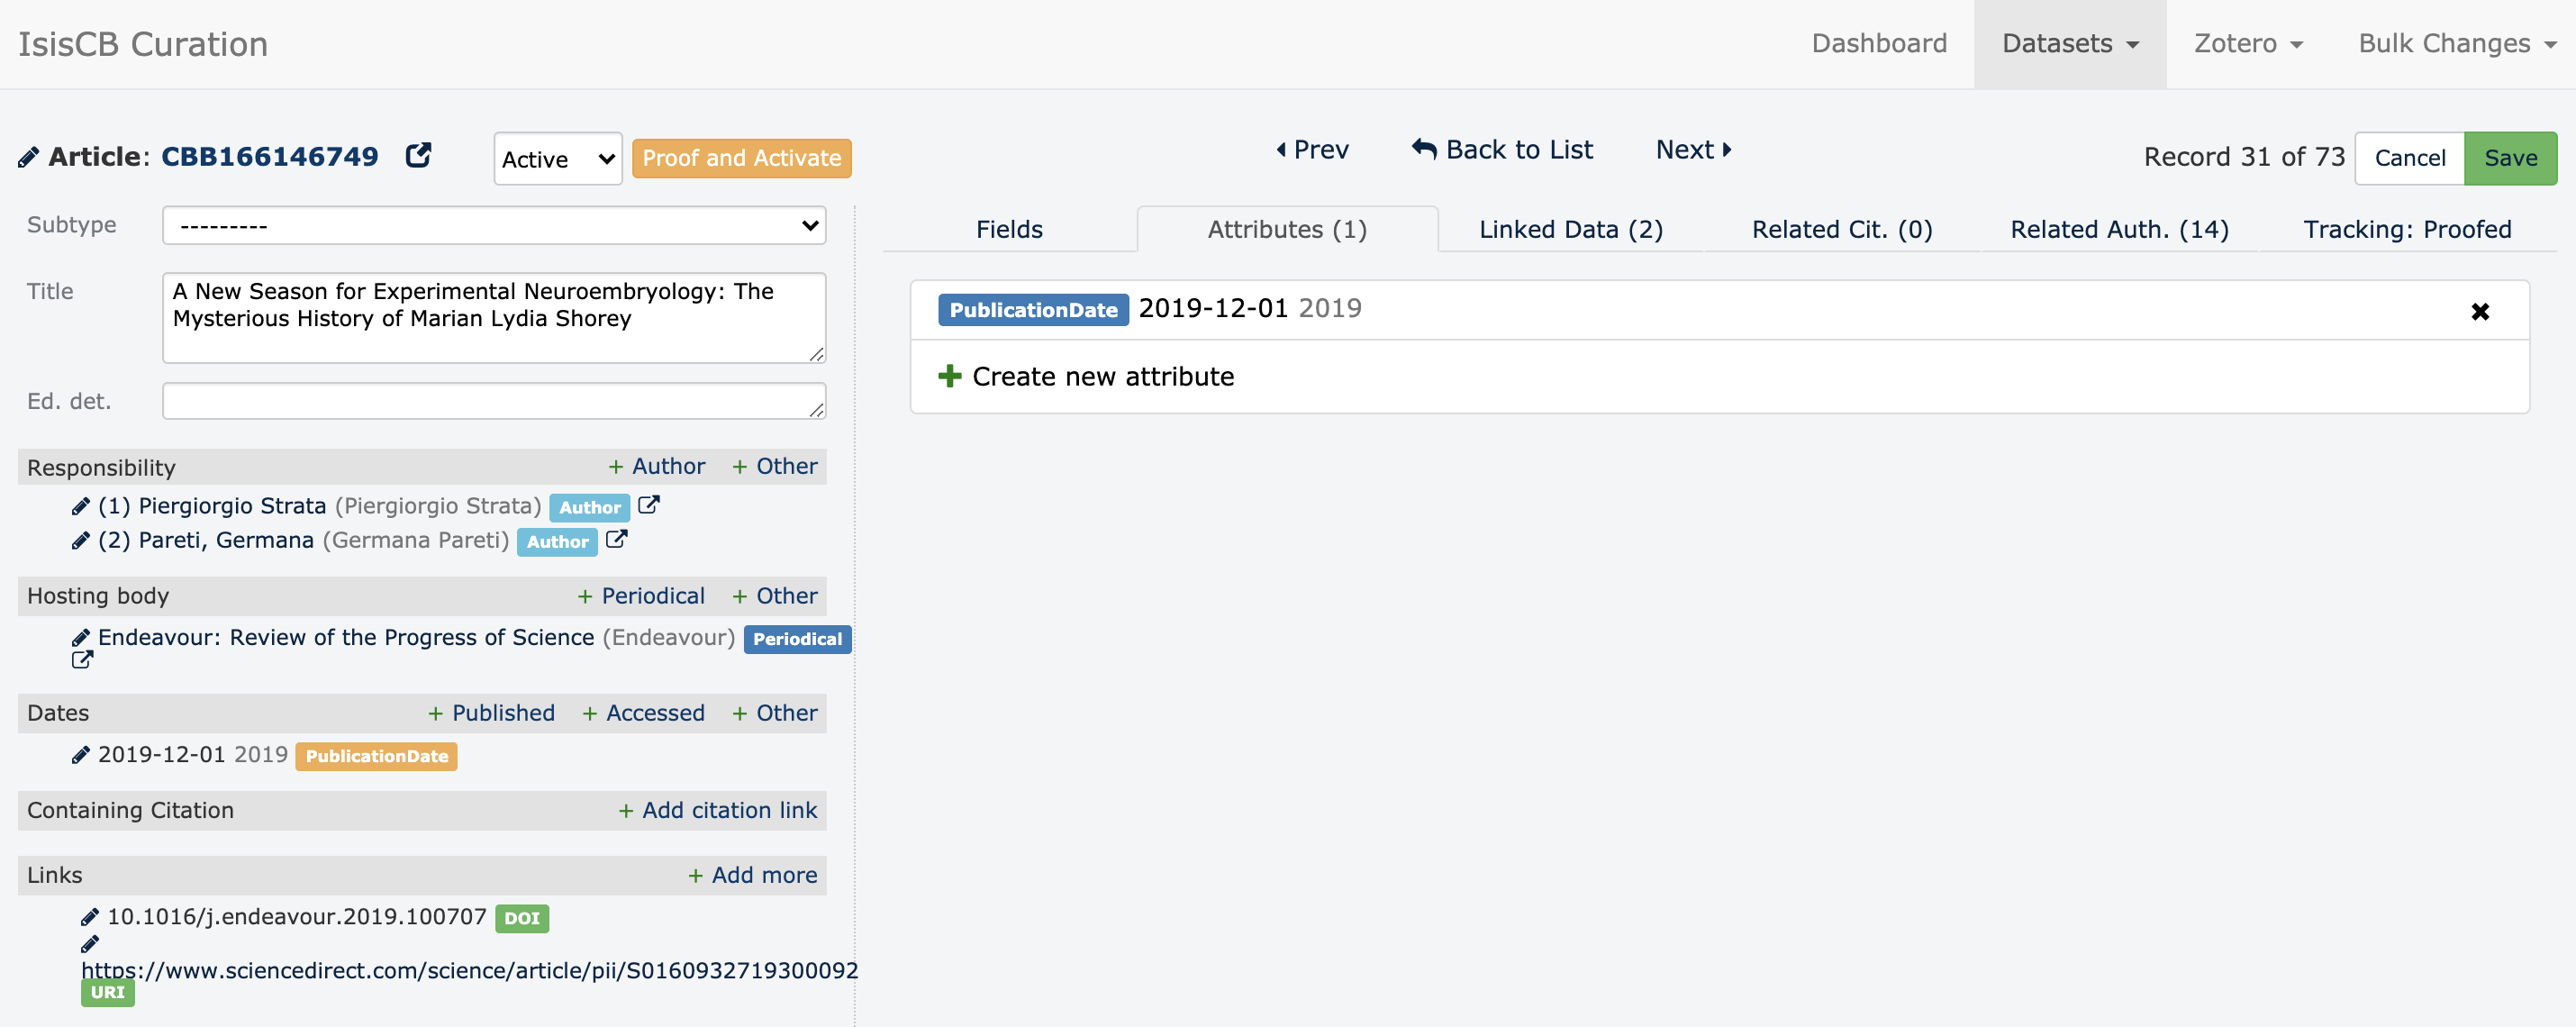 IsisCB Curation
Dashboard
Datasets
Zotero
Bulk Changes
Article: CBB166146749
Active
Proof and Activate
Prev
Back to List
Next
Record 31 of 73
Cancel
Save
Subtype
---------
Title
A New Season for Experimental Neuroembryology: The
Mysterious History of Marian Lydia Shorey
Ed. det.
Responsibility
+ Author
+ Other
(1) Piergiorgio Strata (Piergiorgio Strata) Author
(2) Pareti, Germana (Germana Pareti) Author
Hosting body
+ Periodical
+ Other
Endeavour: Review of the Progress of Science (Endeavour) Periodical
Dates
+ Published
+ Accessed
+ Other
2019-12-01 2019 PublicationDate
Containing Citation
+ Add citation link
Links
+ Add more
10.1016/j.endeavour.2019.100707 DOI
https://www.sciencedirect.com/science/article/pii/S0160932719300092
URI
Fields
Attributes (1)
Linked Data (2)
Related Cit. (0)
Related Auth. (14)
Tracking: Proofed
PublicationDate 2019-12-01 2019
Create new attribute